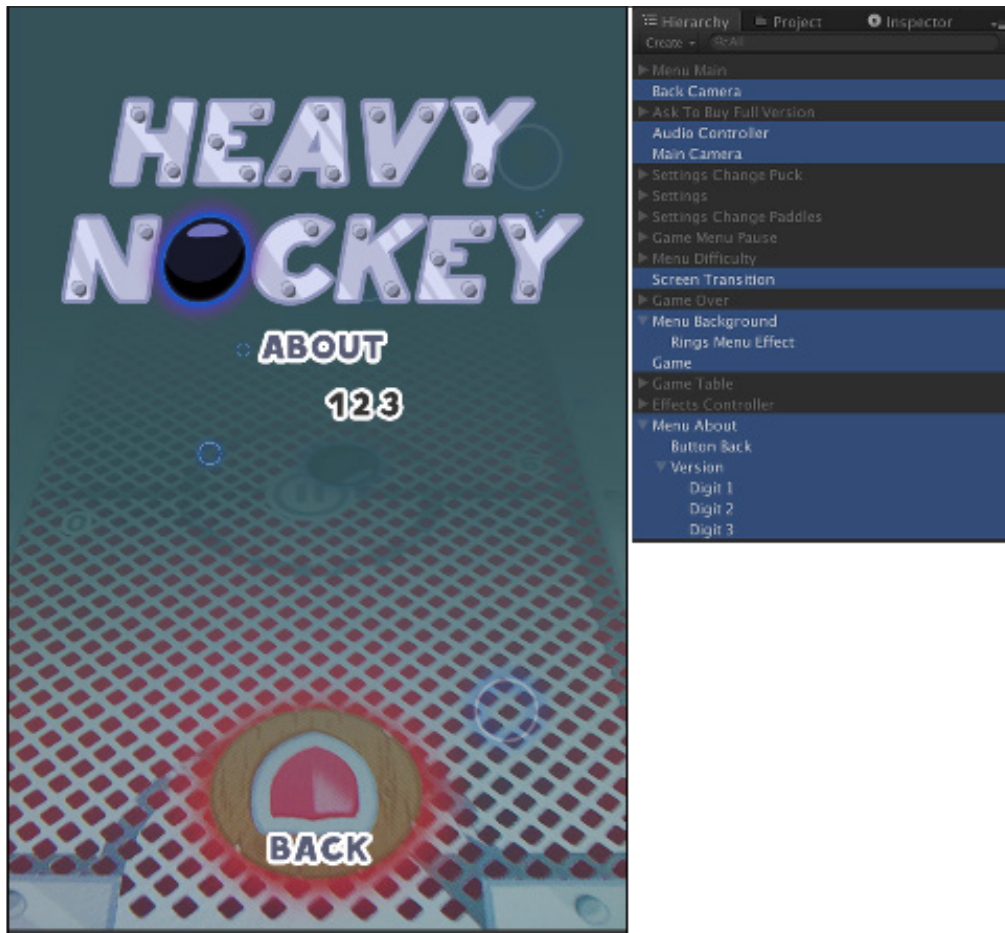 HEAVY
NOCKEY
ABOUT
123
BACK
Hierarchy Project Inspector
Create All
Menu Main
Back Camera
Ask To Buy Full Version
Audio Controller
Main Camera
Settings Change Puck
Settings
Settings Change Paddles
Game Menu Pause
Menu Difficulty
Screen Transition
Game Over
Menu Background
Rings Menu Effect
Game
Game Table
Effects Controller
Menu About
Button Back
Version
Digit 1
Digit 2
Digit 3